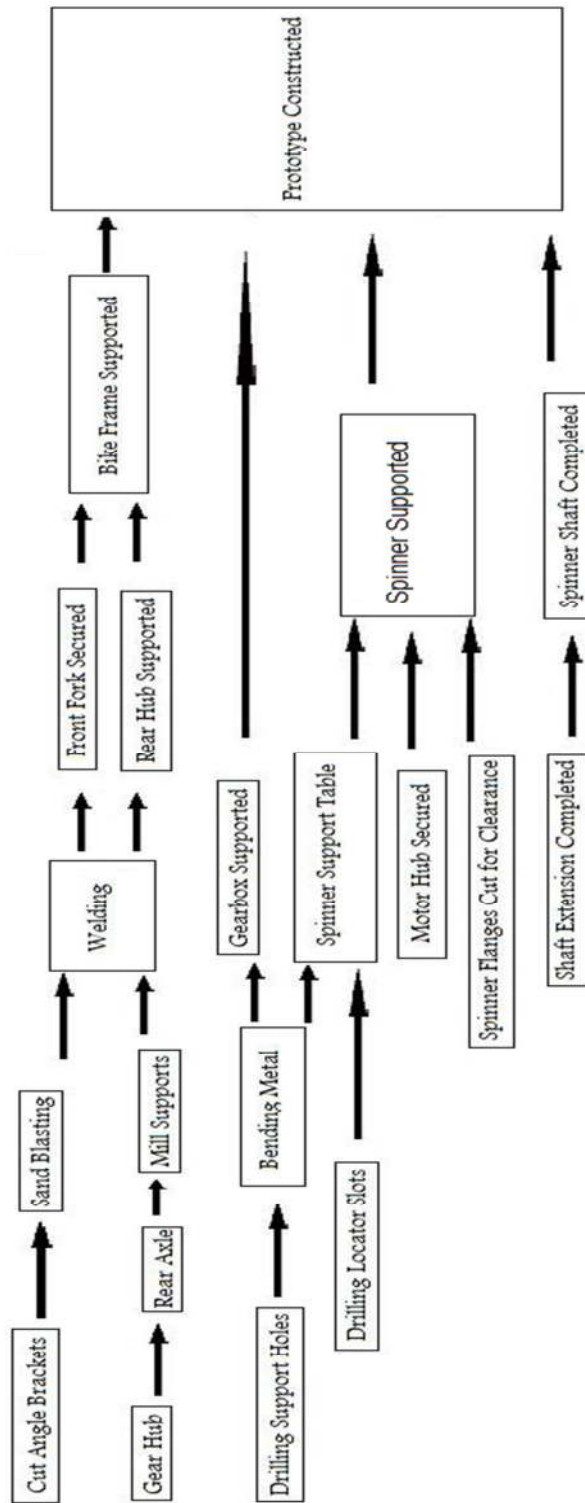 Cut Angle Brackets
Sand Blasting
Gear Hub
Rear Axle
Mill Supports
Welding
Front Fork Secured
Rear Hub Supported
Bike Frame Supported
Drilling Support Holes
Bending Metal
Gearbox Supported
Drilling Locator Slots
Spinner Support Table
Motor Hub Secured
Spinner Flanges Cut for Clearance
Spinner Supported
Shaft Extension Completed
Spinner Shaft Completed
Prototype Constructed